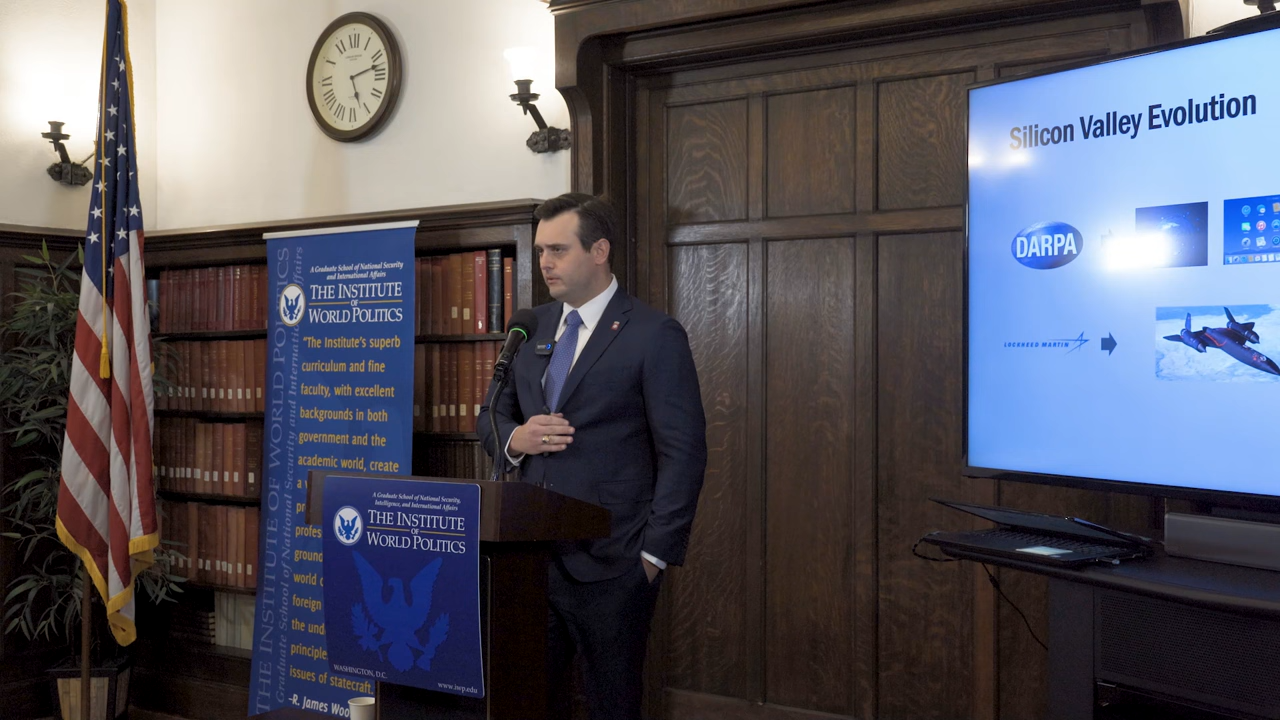 Silicon Valley Evolution
DARPA
LOCKHEED MARTIN
THE INSTITUTE OF WORLD POLITICS
Graduate School of National Security and International Affairs
A Graduate School of National Security
and International Affairs
THE INSTITUTE
OF
WORLD POLITICS
"The Institute's superb
curriculum and fine
faculty, with excellent
backgrounds in both
government and the
academic world, create
a
profes
ground
world
foreign
the und
principle
issues of statecraft.
-R. James Woo
A Graduate School of National Security,
Intelligence, and International Affairs
THE INSTITUTE
OF
WORLD POLITICS
WASHINGTON, D.C.
www.iwp.edu